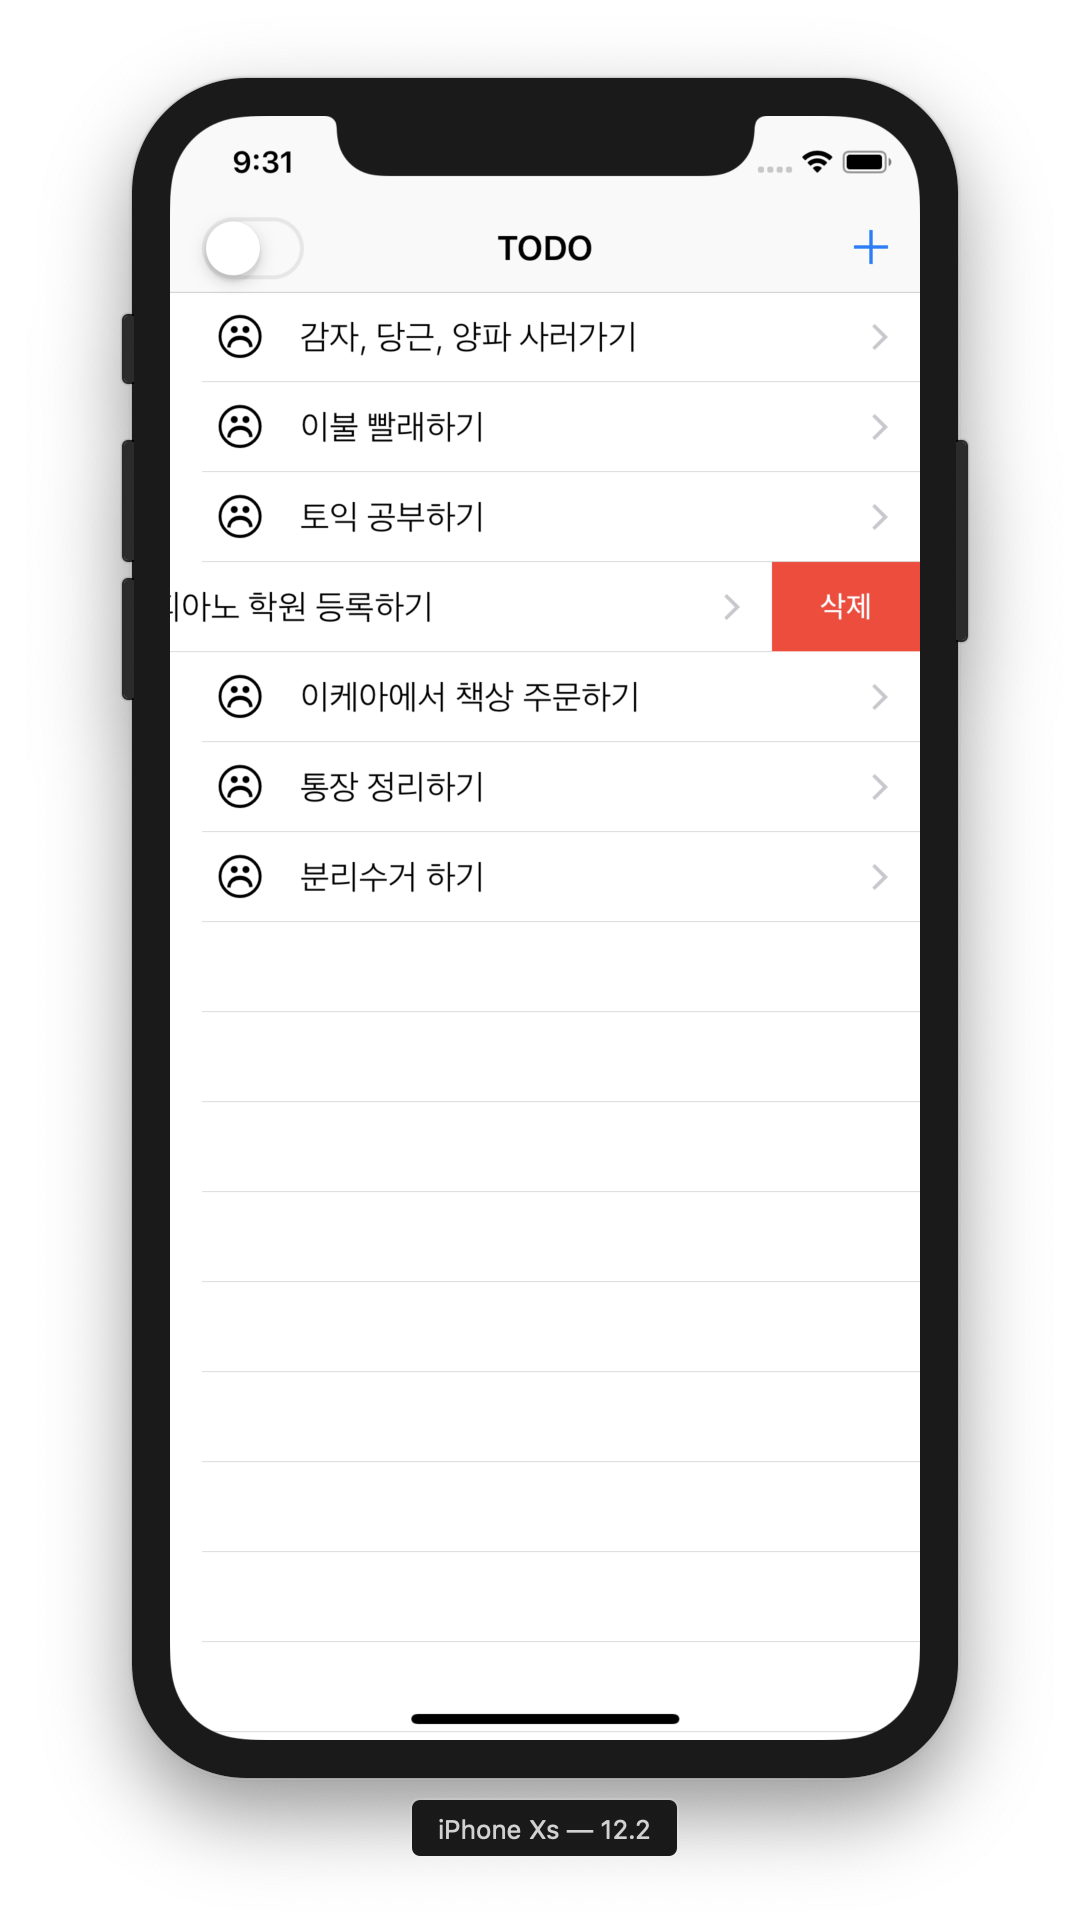 9:31
TODO
감자, 당근, 양파 사러가기
이불 빨래하기
토익 공부하기
피아노 학원 등록하기
삭제
이케아에서 책상 주문하기
통장 정리하기
분리수거 하기
iPhone Xs — 12.2